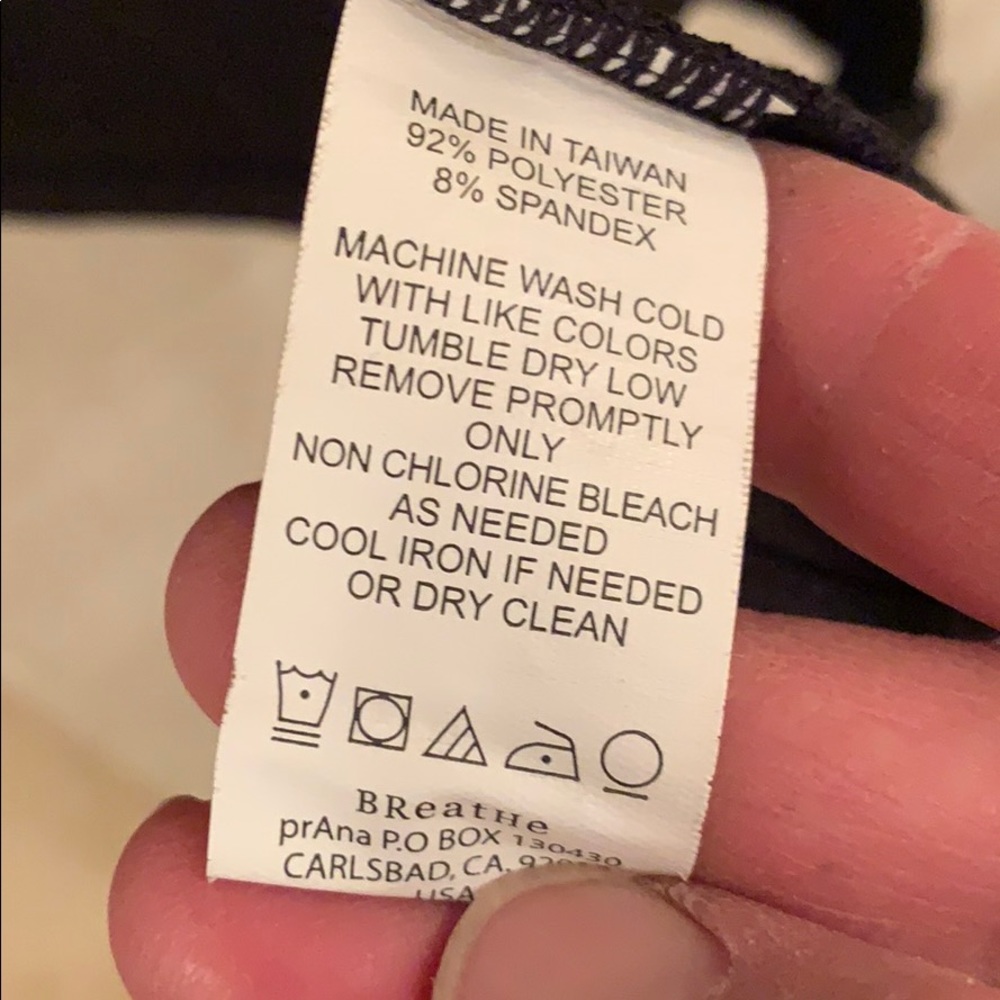 MADE IN TAIWAN
92% POLYESTER
8% SPANDEX
MACHINE WASH COLD
WITH LIKE COLORS
TUMBLE DRY LOW
REMOVE PROMPTLY
ONLY
NON CHLORINE BLEACH
AS NEEDED
COOL IRON IF NEEDED
OR DRY CLEAN
BReatHe
prAna P.O BOX 130430
CARLSBAD, CA.
USA